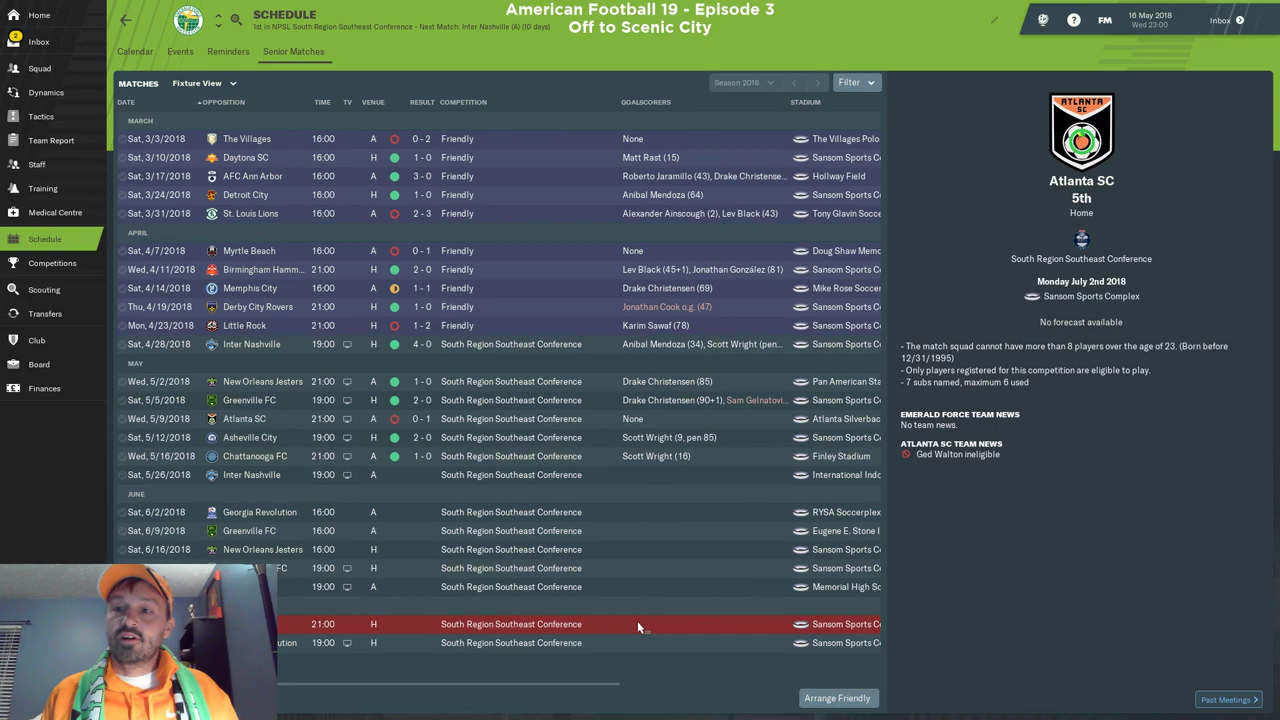 American Football 19 - Episode 3
Off to Scenic City
Home
2
Inbox
Squad
Dynamics
Tactics
Team Report
Staff
Training
Medical Centre
Schedule
Competitions
Scouting
Transfers
Club
Board
Finances
SCHEDULE
1st in NPSL South Region Southeast Conference - Next Match: Inter Nashville (A) (10 days)
FM
16 May 2018
Wed 23:00
Inbox
Calendar Events Reminders Senior Matches
MATCHES Fixture View Season 2018 Filter
DATE OPPOSITION TIME TV VENUE RESULT COMPETITION GOALSCORERS STADIUM
MARCH
Sat, 3/3/2018 The Villages 16:00 A 0 - 2 Friendly None The Villages Polo
Sat, 3/10/2018 Daytona SC 16:00 H 1 - 0 Friendly Matt Rast (15) Sansom Sports Co
Sat, 3/17/2018 AFC Ann Arbor 16:00 A 3 - 0 Friendly Roberto Jaramillo (43), Drake Christense... Hollway Field
Sat, 3/24/2018 Detroit City 16:00 H 1 - 0 Friendly Anibal Mendoza (64) Sansom Sports Co
Sat, 3/31/2018 St. Louis Lions 16:00 A 2 - 3 Friendly Alexander Ainscough (2), Lev Black (43) Tony Glavin Socce
APRIL
Sat, 4/7/2018 Myrtle Beach 16:00 A 0 - 1 Friendly None Doug Shaw Memo
Wed, 4/11/2018 Birmingham Hamm... 21:00 H 2 - 0 Friendly Lev Black (45+1), Jonathan González (81) Sansom Sports Co
Sat, 4/14/2018 Memphis City 16:00 A 1 - 1 Friendly Drake Christensen (69) Mike Rose Soccer
Thu, 4/19/2018 Derby City Rovers 21:00 H 1 - 0 Friendly Jonathan Cook o.g. (47) Sansom Sports Co
Mon, 4/23/2018 Little Rock 21:00 H 1 - 2 Friendly Karim Sawaf (78) Sansom Sports Co
Sat, 4/28/2018 Inter Nashville 19:00 H 4 - 0 South Region Southeast Conference Anibal Mendoza (34), Scott Wright (pen... Sansom Sports Co
MAY
Wed, 5/2/2018 New Orleans Jesters 21:00 A 1 - 0 South Region Southeast Conference Drake Christensen (85) Pan American Sta
Sat, 5/5/2018 Greenville FC 19:00 H 2 - 0 South Region Southeast Conference Drake Christensen (90+1), Sam Gelnatovi... Sansom Sports Co
Wed, 5/9/2018 Atlanta SC 21:00 A 0 - 1 South Region Southeast Conference None Atlanta Silverbac
Sat, 5/12/2018 Asheville City 19:00 H 2 - 0 South Region Southeast Conference Scott Wright (9, pen 85) Sansom Sports Co
Wed, 5/16/2018 Chattanooga FC 21:00 A 1 - 0 South Region Southeast Conference Scott Wright (16) Finley Stadium
Sat, 5/26/2018 Inter Nashville 19:00 A South Region Southeast Conference International Indo
JUNE
Sat, 6/2/2018 Georgia Revolution 16:00 A South Region Southeast Conference RYSA Soccerplex
Sat, 6/9/2018 Greenville FC 16:00 A South Region Southeast Conference Eugene E. Stone I
Sat, 6/16/2018 New Orleans Jesters 16:00 H South Region Southeast Conference Sansom Sports Co
FC 19:00 H South Region Southeast Conference Sansom Sports Co
19:00 A South Region Southeast Conference Memorial High Sc
21:00 H South Region Southeast Conference Sansom Sports Co
ution 19:00 H South Region Southeast Conference Sansom Sports Co
Arrange Friendly
ATLANTA SC
Atlanta SC
5th
Home
South Region Southeast Conference
Monday July 2nd 2018
Sansom Sports Complex
No forecast available
- The match squad cannot have more than 8 players over the age of 23. (Born before
12/31/1995)
- Only players registered for this competition are eligible to play.
- 7 subs named, maximum 6 used
EMERALD FORCE TEAM NEWS
No team news.
ATLANTA SC TEAM NEWS
Ged Walton ineligible
Past Meetings